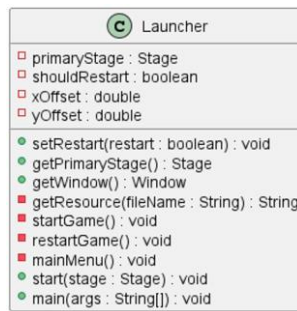 C Launcher
primaryStage : Stage
shouldRestart : boolean
xOffset : double
yOffset : double
setRestart(restart : boolean) : void
getPrimaryStage() : Stage
getWindow() : Window
getResource(fileName : String) : String
startGame() : void
restartGame() : void
mainMenu() : void
start(stage : Stage) : void
main(args : String[]) : void